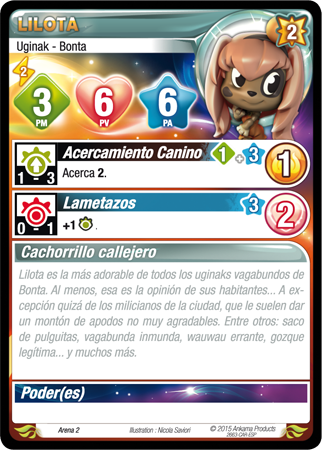 LILOTA
2
Uginak - Bonta
2
3
PM
6
PV
6
PA
1 - 3
Acercamiento Canino 1 + 3
1
Acerca 2.
0 - 1
Lametazos 3
2
+1 .
Cachorrillo callejero
Lilota es la más adorable de todos los uginaks vagabundos de
Bonta. Al menos, esa es la opinión de sus habitantes... A ex-
cepción quizá de los milicianos de la ciudad, que le suelen dar
un montón de apodos no muy agradables. Entre otros: saco
de pulguitas, vagabunda inmunda, wauwau errante, gozque
legítima... y muchos más.
Poder(es)
Arena 2
Illustration : Nicola Saviori
© 2015 Ankama Products
2663-CAR-ESP